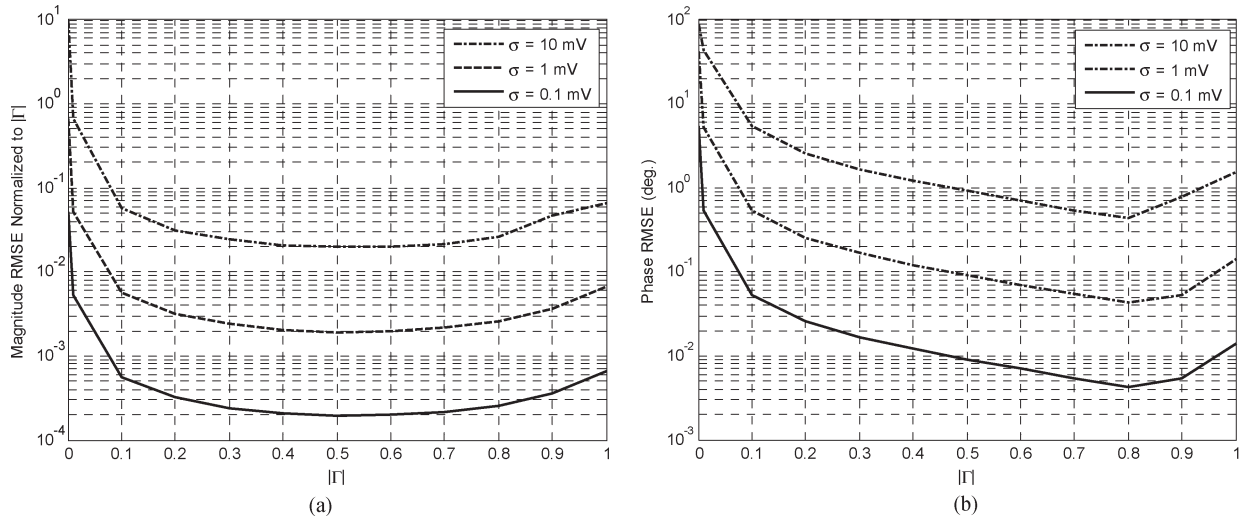 10^1
10^0
10^-1
10^-2
10^-3
10^-4
Magnitude RMSE Normalized to |Γ|
σ = 10 mV
σ = 1 mV
σ = 0.1 mV
0 0.1 0.2 0.3 0.4 0.5 0.6 0.7 0.8 0.9 1
|Γ|
(a)
10^2
10^1
10^0
10^-1
10^-2
10^-3
Phase RMSE (deg.)
σ = 10 mV
σ = 1 mV
σ = 0.1 mV
0 0.1 0.2 0.3 0.4 0.5 0.6 0.7 0.8 0.9 1
|Γ|
(b)